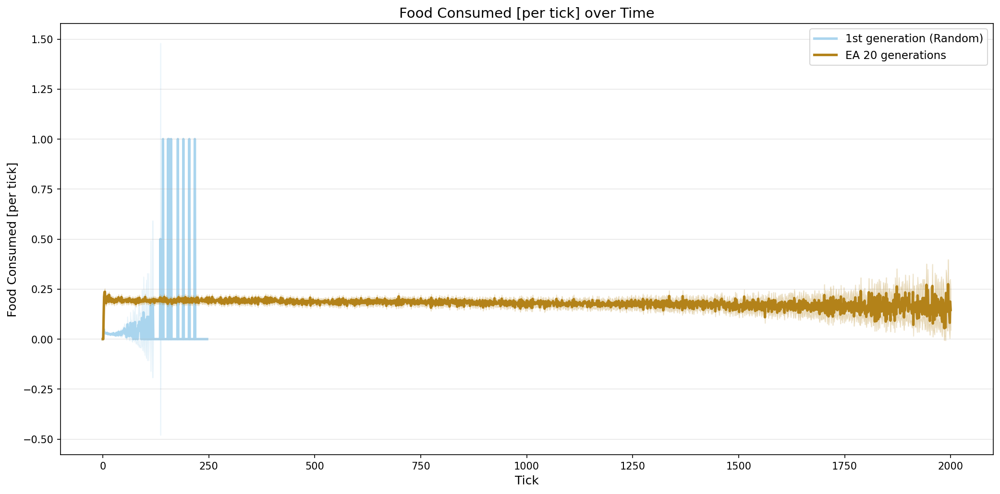 Food Consumed [per tick] over Time
1st generation (Random)
EA 20 generations
Food Consumed [per tick]
1.50
1.25
1.00
0.75
0.50
0.25
0.00
−0.25
−0.50
0 250 500 750 1000 1250 1500 1750 2000
Tick